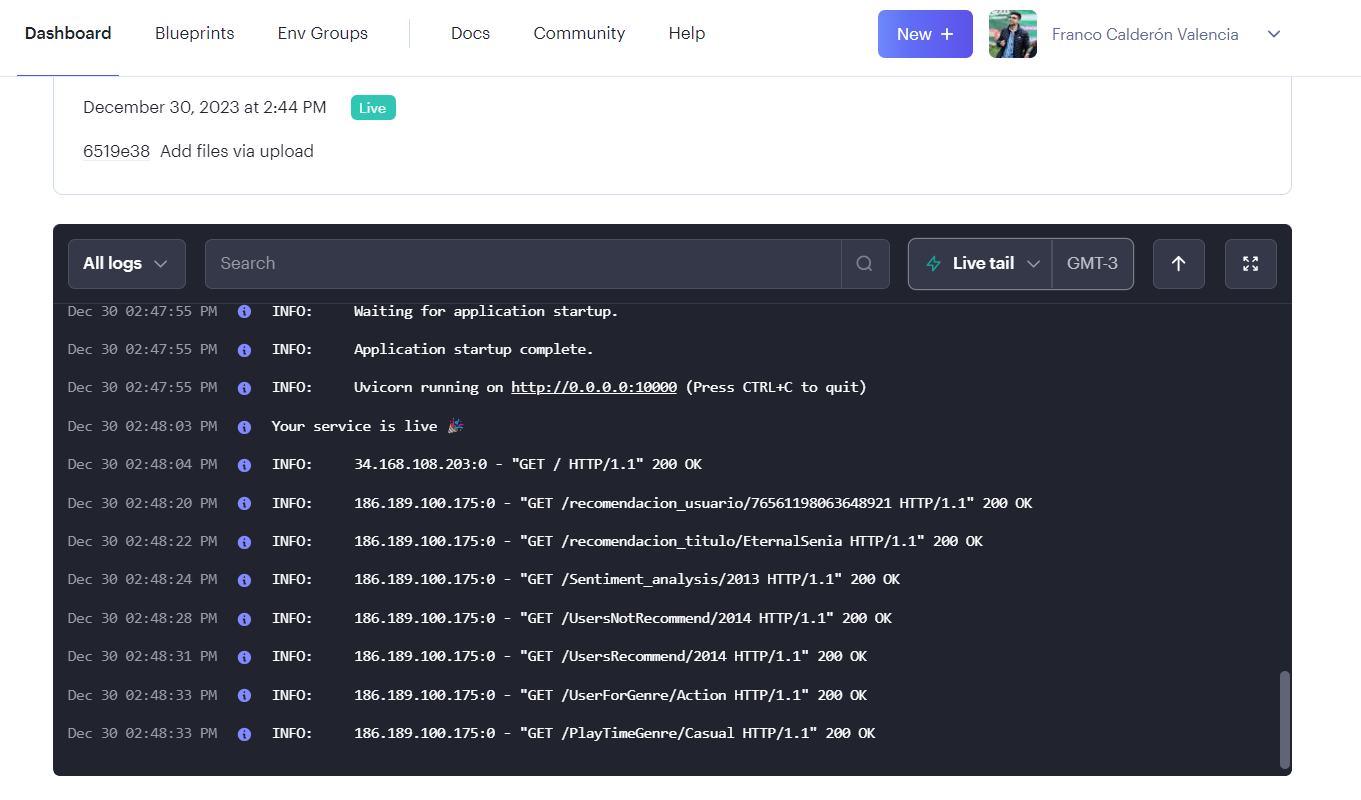 Dashboard Blueprints Env Groups Docs Community Help New + Franco Calderón Valencia
December 30, 2023 at 2:44 PM Live
6519e38 Add files via upload
All logs Search Live tail GMT-3
Dec 30 02:47:55 PM INFO: Waiting for application startup.
Dec 30 02:47:55 PM INFO: Application startup complete.
Dec 30 02:47:55 PM INFO: Uvicorn running on http://0.0.0.0:10000 (Press CTRL+C to quit)
Dec 30 02:48:03 PM Your service is live 🎉
Dec 30 02:48:04 PM INFO: 34.168.108.203:0 - "GET / HTTP/1.1" 200 OK
Dec 30 02:48:20 PM INFO: 186.189.100.175:0 - "GET /recomendacion_usuario/76561198063648921 HTTP/1.1" 200 OK
Dec 30 02:48:22 PM INFO: 186.189.100.175:0 - "GET /recomendacion_titulo/EternalSenia HTTP/1.1" 200 OK
Dec 30 02:48:24 PM INFO: 186.189.100.175:0 - "GET /Sentiment_analysis/2013 HTTP/1.1" 200 OK
Dec 30 02:48:28 PM INFO: 186.189.100.175:0 - "GET /UsersNotRecommend/2014 HTTP/1.1" 200 OK
Dec 30 02:48:31 PM INFO: 186.189.100.175:0 - "GET /UsersRecommend/2014 HTTP/1.1" 200 OK
Dec 30 02:48:33 PM INFO: 186.189.100.175:0 - "GET /UserForGenre/Action HTTP/1.1" 200 OK
Dec 30 02:48:33 PM INFO: 186.189.100.175:0 - "GET /PlayTimeGenre/Casual HTTP/1.1" 200 OK